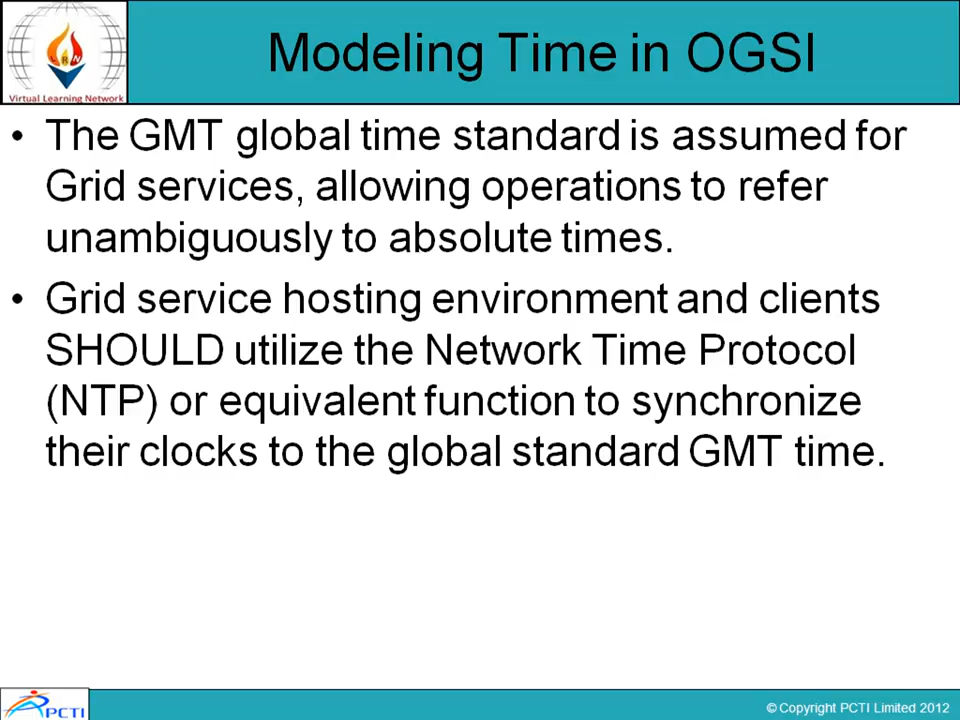 Modeling Time in OGSI
LRN
Virtual Learning Network
• The GMT global time standard is assumed for
Grid services, allowing operations to refer
unambiguously to absolute times.
• Grid service hosting environment and clients
SHOULD utilize the Network Time Protocol
(NTP) or equivalent function to synchronize
their clocks to the global standard GMT time.
PCTI
© Copyright PCTI Limited 2012